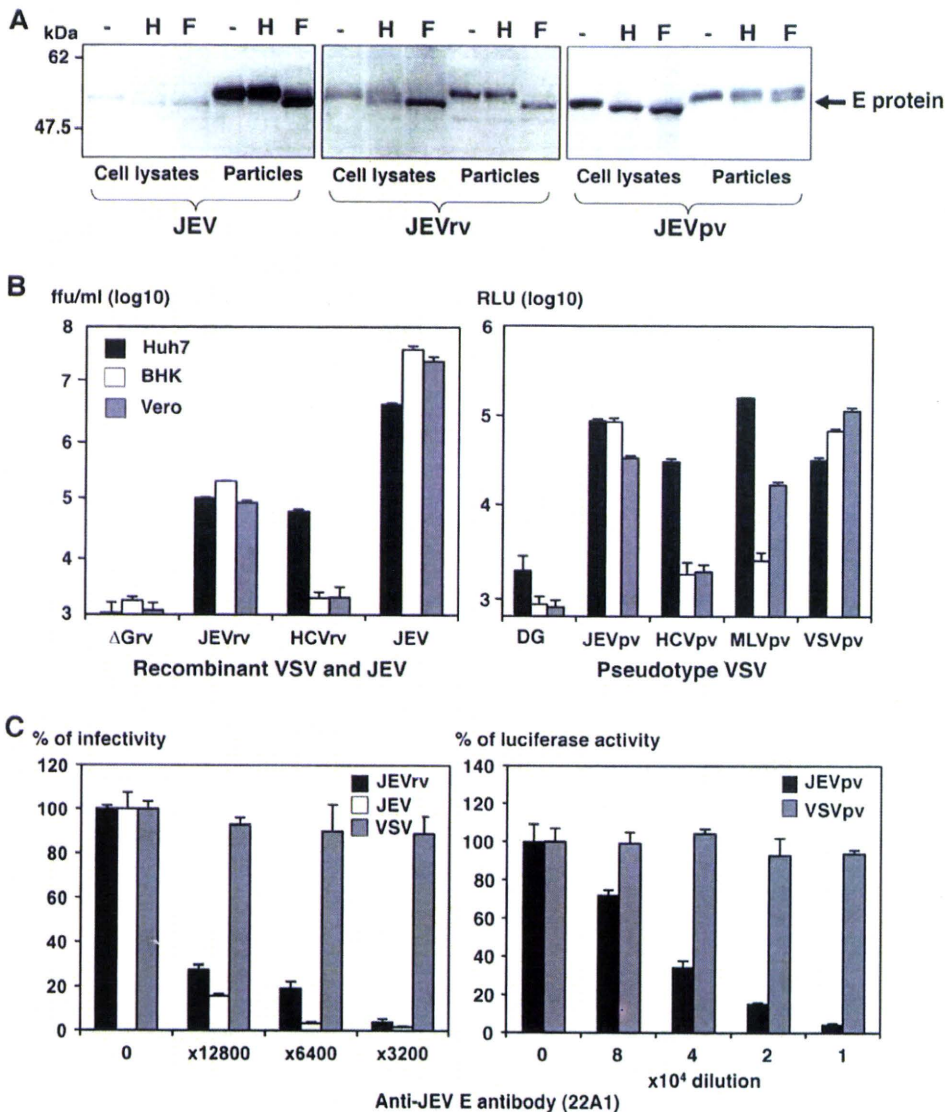 A
kDa - H F - H F - H F - H F - H F - H F
62
47.5
E protein
Cell lysates Particles Cell lysates Particles Cell lysates Particles
JEV JEVrv JEVpv
B
ffu/ml (log10)
8
7
6
5
4
3
Huh7
BHK
Vero
ΔGrv JEVrv HCVrv JEV
Recombinant VSV and JEV
RLU (log10)
6
5
4
3
DG JEVpv HCVpv MLVpv VSVpv
Pseudotype VSV
C
% of infectivity
120
100
80
60
40
20
0
JEVrv
JEV
VSV
0 x12800 x6400 x3200
% of luciferase activity
140
120
100
80
60
40
20
0
JEVpv
VSVpv
0 8 4 2 1
x10⁴ dilution
Anti-JEV E antibody (22A1)